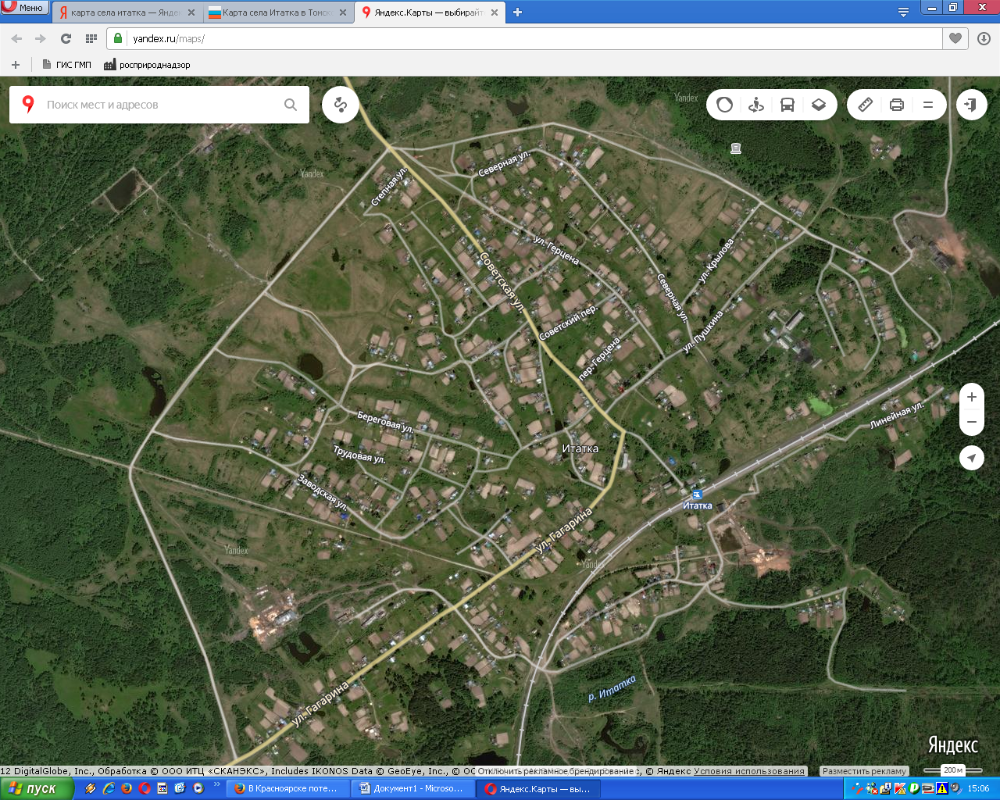 Меню
карта села итатка — Яндек
Карта села Итатка в Томск
Яндекс.Карты — выбирайт
yandex.ru/maps/
ГИС ГМП
росприроднадзор
Поиск мест и адресов
Yandex
Yandex
Степная ул.
Северная ул.
ул. Герцена
Советская ул.
ул. Крылова
Северная ул.
Советский пер.
ул. Пушкина
пер. Герцена
Береговая ул.
Линейная ул.
Итатка
Трудовая ул.
Заводская ул.
Итатка
ул. Гагарина
Yandex
Yandex
р. Итатка
ул. Гагарина
Яндекс
12 DigitalGlobe, Inc., Обработка © ООО ИТЦ «СКАНЭКС», Includes IKONOS Data © GeoEye, Inc., © ОС Отключить рекламное брендирование с, © Яндекс Условия использования Разместить рекламу 200 м
пуск
В Красноярске поте...
Документ1 - Microso...
Яндекс.Карты — вы...
15:06